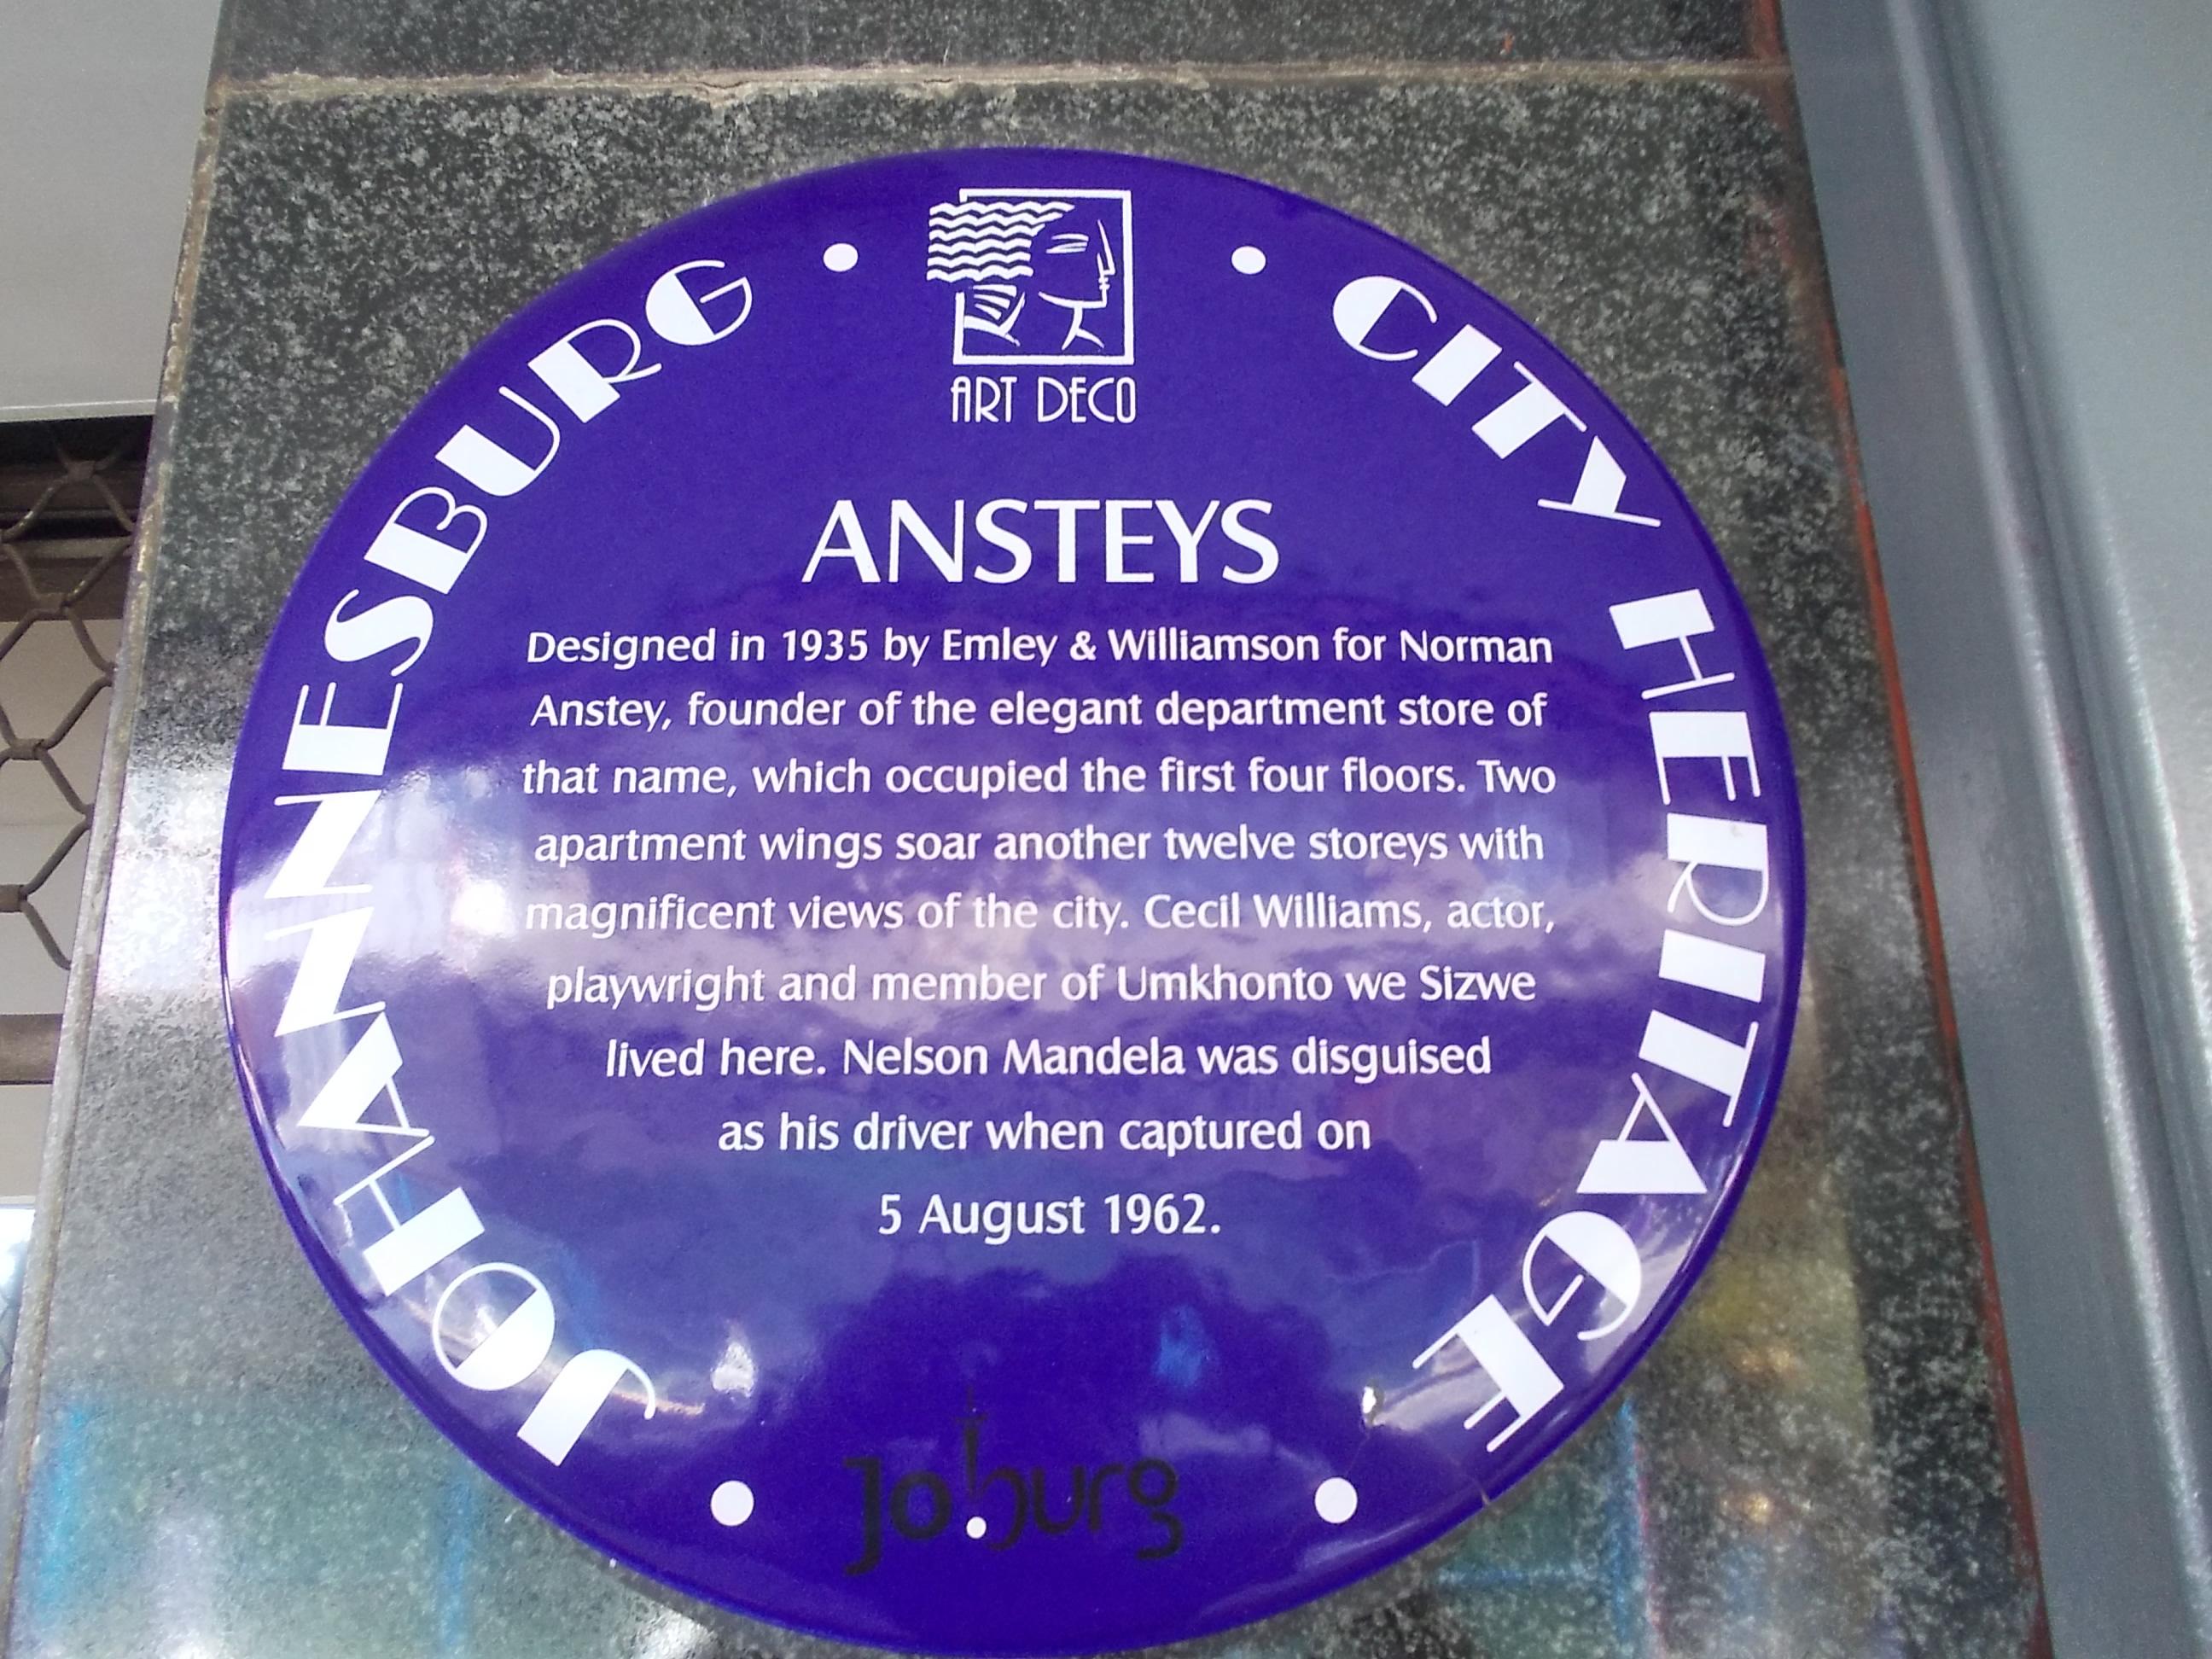 ART DECO
JOHANNESBURG • CITY HERITAGE
ANSTEYS
Designed in 1935 by Emley & Williamson for Norman
Anstey, founder of the elegant department store of
that name, which occupied the first four floors. Two
apartment wings soar another twelve storeys with
magnificent views of the city. Cecil Williams, actor,
playwright and member of Umkhonto we Sizwe
lived here. Nelson Mandela was disguised
as his driver when captured on
5 August 1962.
Joburg